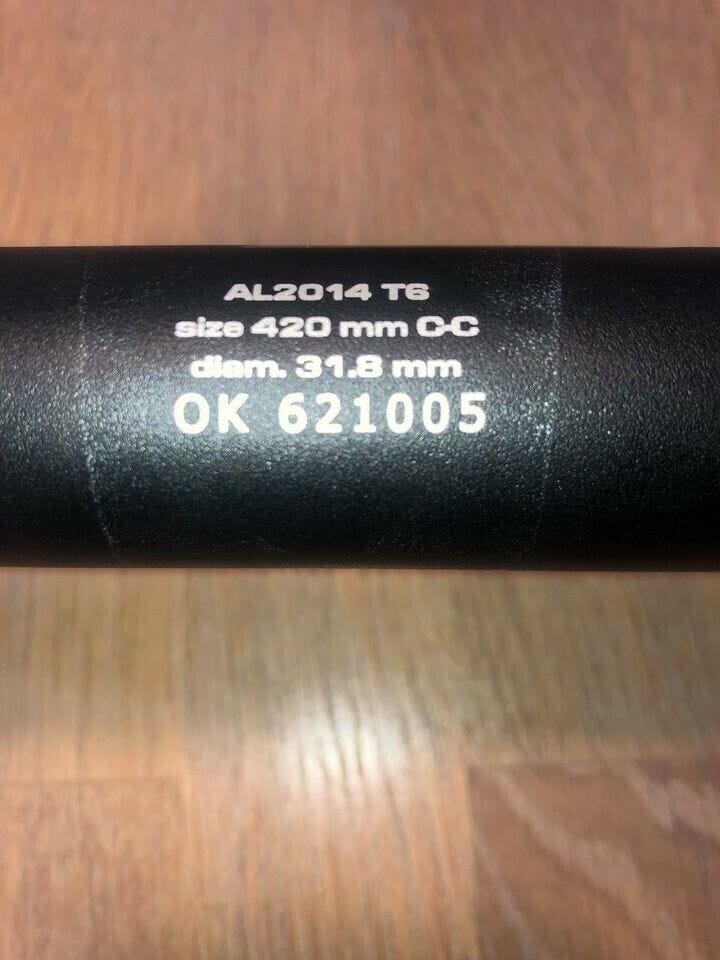 AL2014 T6
size 420 mm C-C
diam. 31.8 mm
OK 621005